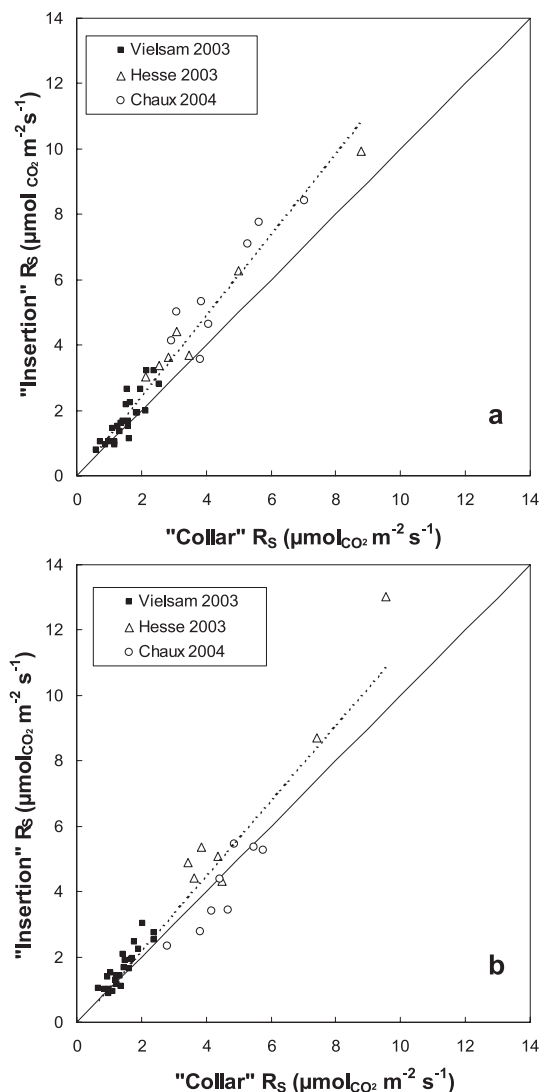 14
Vielsam 2003
Hesse 2003
Chaux 2004
12
10
8
6
4
2
0
"Insertion" RS (µmol CO2 m-2 s-1)
a
0 2 4 6 8 10 12 14
"Collar" RS (µmolCO2 m-2 s-1)
14
Vielsam 2003
Hesse 2003
Chaux 2004
12
10
8
6
4
2
0
"Insertion" RS (µmolCO2 m-2 s-1)
b
0 2 4 6 8 10 12 14
"Collar" RS (µmolCO2 m-2 s-1)